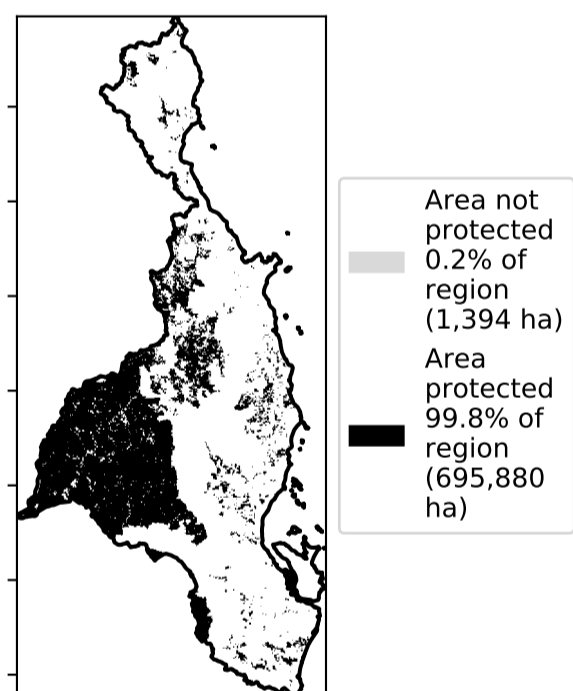 Area not
protected
0.2% of
region
(1,394 ha)
Area
protected
99.8% of
region
(695,880
ha)